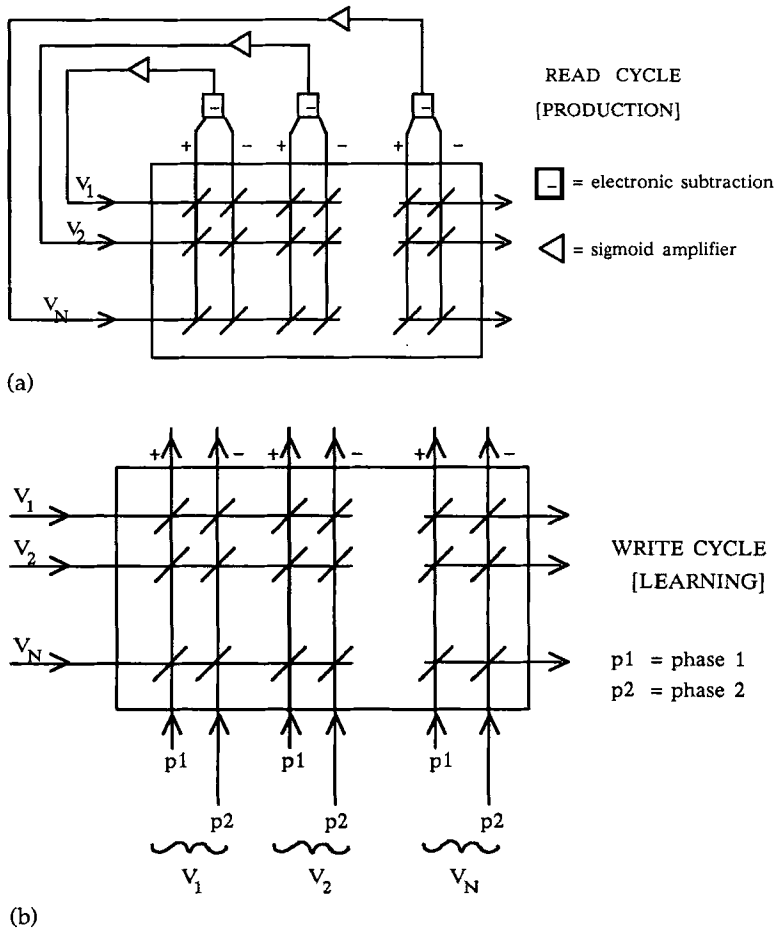 READ CYCLE
[PRODUCTION]
- = electronic subtraction
= sigmoid amplifier
- - -
+ - + - + -
V1
V2
VN
(a)
+ - + - + -
V1
V2
VN
WRITE CYCLE
[LEARNING]
p1 = phase 1
p2 = phase 2
p1 p1 p1
p2 p2 p2
V1 V2 VN
(b)